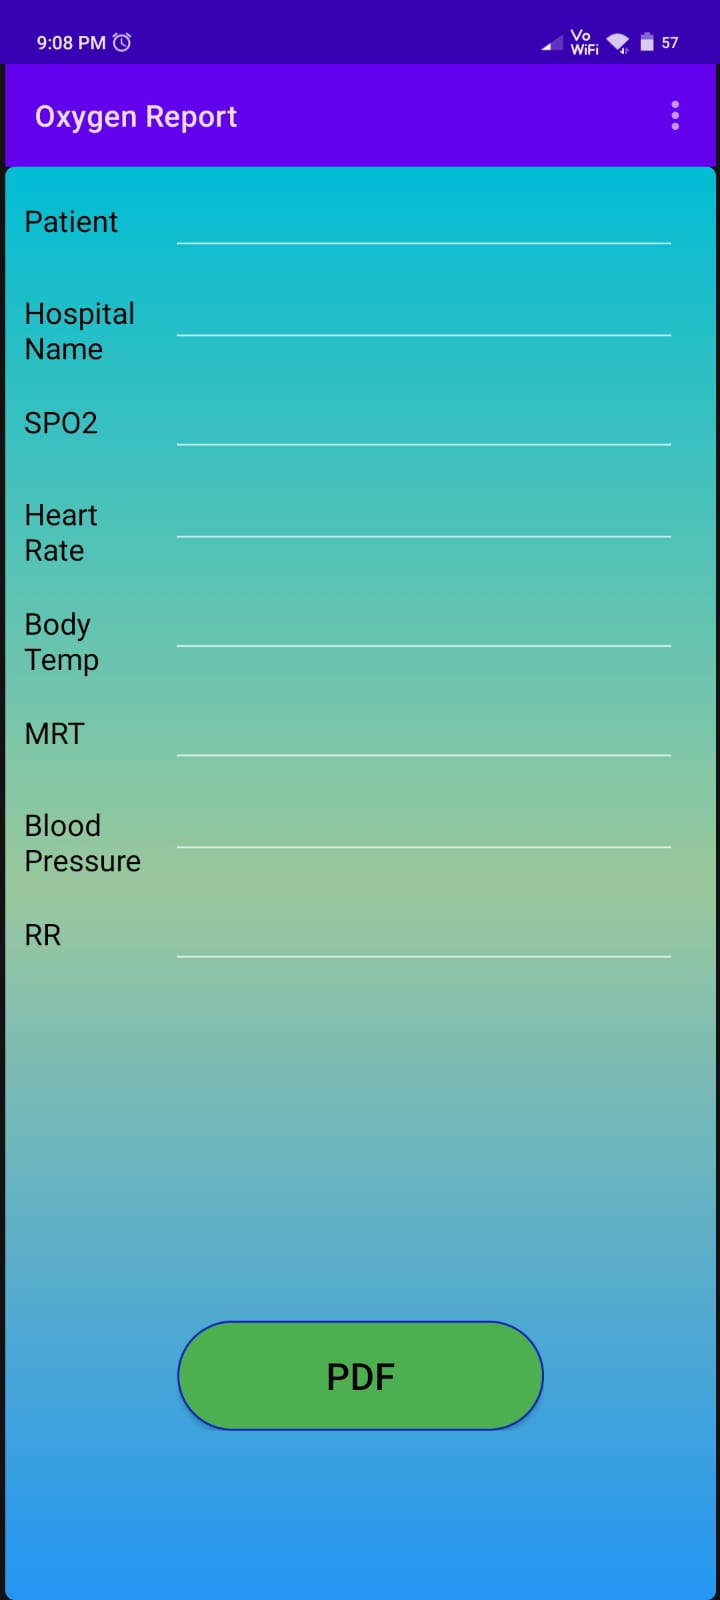 9:08 PM
Vo
WiFi
57
Oxygen Report
Patient
Hospital
Name
SPO2
Heart
Rate
Body
Temp
MRT
Blood
Pressure
RR
PDF